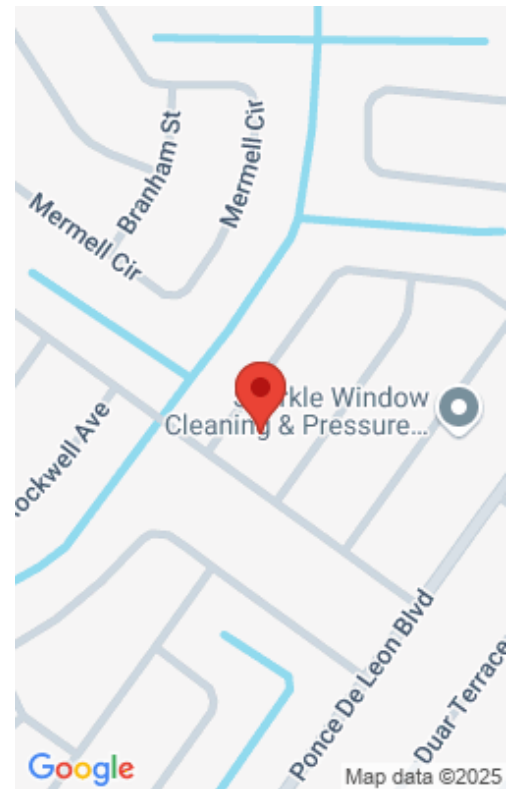 Branham St
Mermell Cir
Mermell Cir
Window
Cleaning & Pressure...
Rockwell Ave
Ponce De Leon Blvd
Duar Terrace
Google
Map data ©2025